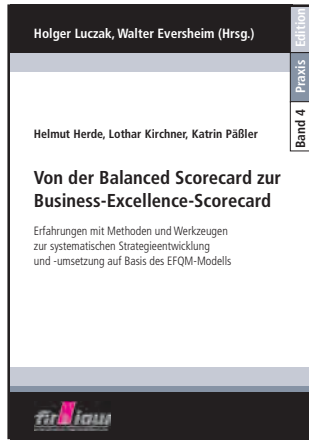 Holger Luczak, Walter Eversheim (Hrsg.)
Edition
Praxis
Band 4
Helmut Herde, Lothar Kirchner, Katrin Päßler
Von der Balanced Scorecard zur
Business-Excellence-Scorecard
Erfahrungen mit Methoden und Werkzeugen
zur systematischen Strategieentwicklung
und -umsetzung auf Basis des EFQM-Modells
fir iaw